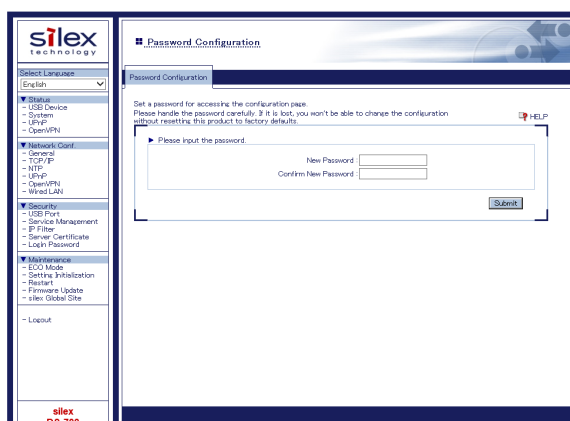 silex
technology
Select Language
English
▼ Status
- USB Device
- System
- UPnP
- OpenVPN
▼ Network Conf.
- General
- TCP/IP
- NTP
- UPnP
- OpenVPN
- Wired LAN
▼ Security
- USB Port
- Service Management
- IP Filter
- Server Certificate
- Login Password
▼ Maintenance
- ECO Mode
- Setting Initialization
- Restart
- Firmware Update
- silex Global Site
- Logout
silex
Password Configuration
Password Configuration
Set a password for accessing the configuration page.
Please handle the password carefully. If it is lost, you won't be able to change the configuration
without resetting this product to factory defaults.
HELP
▶ Please input the password.
New Password :
Confirm New Password :
Submit